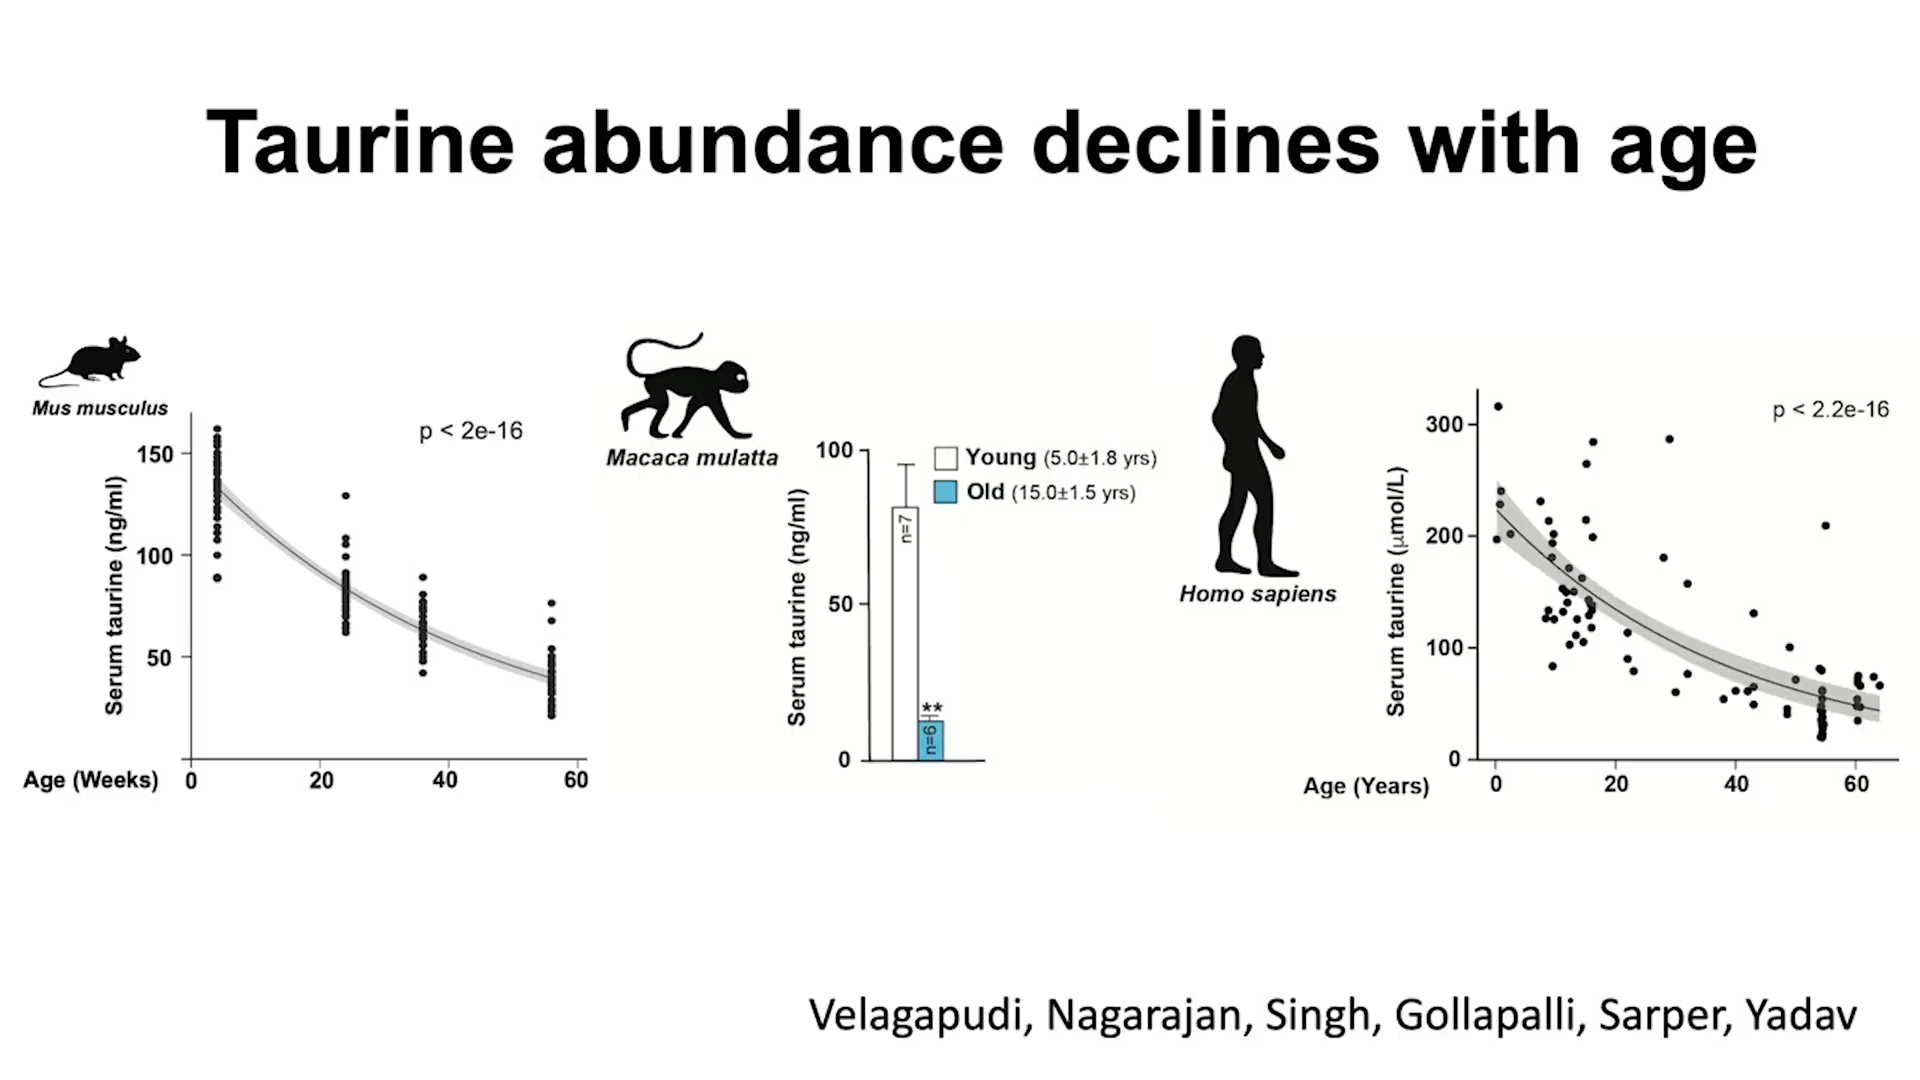 Taurine abundance declines with age
Mus musculus
p < 2e-16
Serum taurine (ng/ml)
150
100
50
Age (Weeks)
0 20 40 60
Macaca mulatta
Serum taurine (ng/ml)
100
50
0
Young (5.0±1.8 yrs)
Old (15.0±1.5 yrs)
n=7
**
n=6
Homo sapiens
p < 2.2e-16
Serum taurine (μmol/L)
300
200
100
0
Age (Years)
0 20 40 60
Velagapudi, Nagarajan, Singh, Gollapalli, Sarper, Yadav